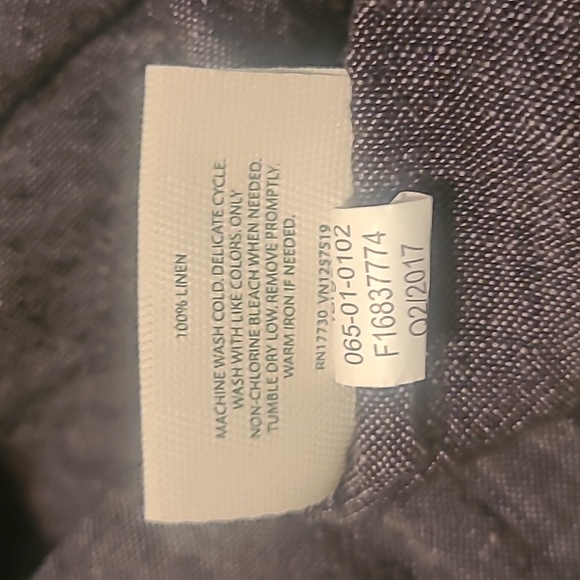 100% LINEN
MACHINE WASH COLD, DELICATE CYCLE.
WASH WITH LIKE COLORS. ONLY
NON-CHLORINE BLEACH WHEN NEEDED.
TUMBLE DRY LOW, REMOVE PROMPTLY.
WARM IRON IF NEEDED.
RN17730 VN1257519
065-01-0102
F16837774
02/2017